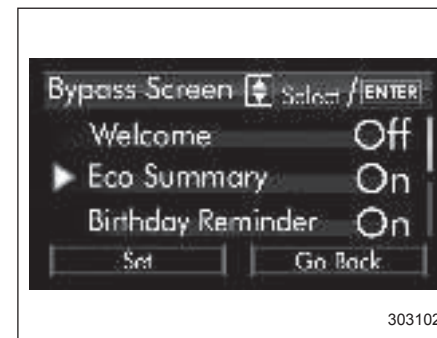 Bypass Screen Select / ENTER
Welcome Off
Eco Summary On
Birthday Reminder On
Set Go Back
303102